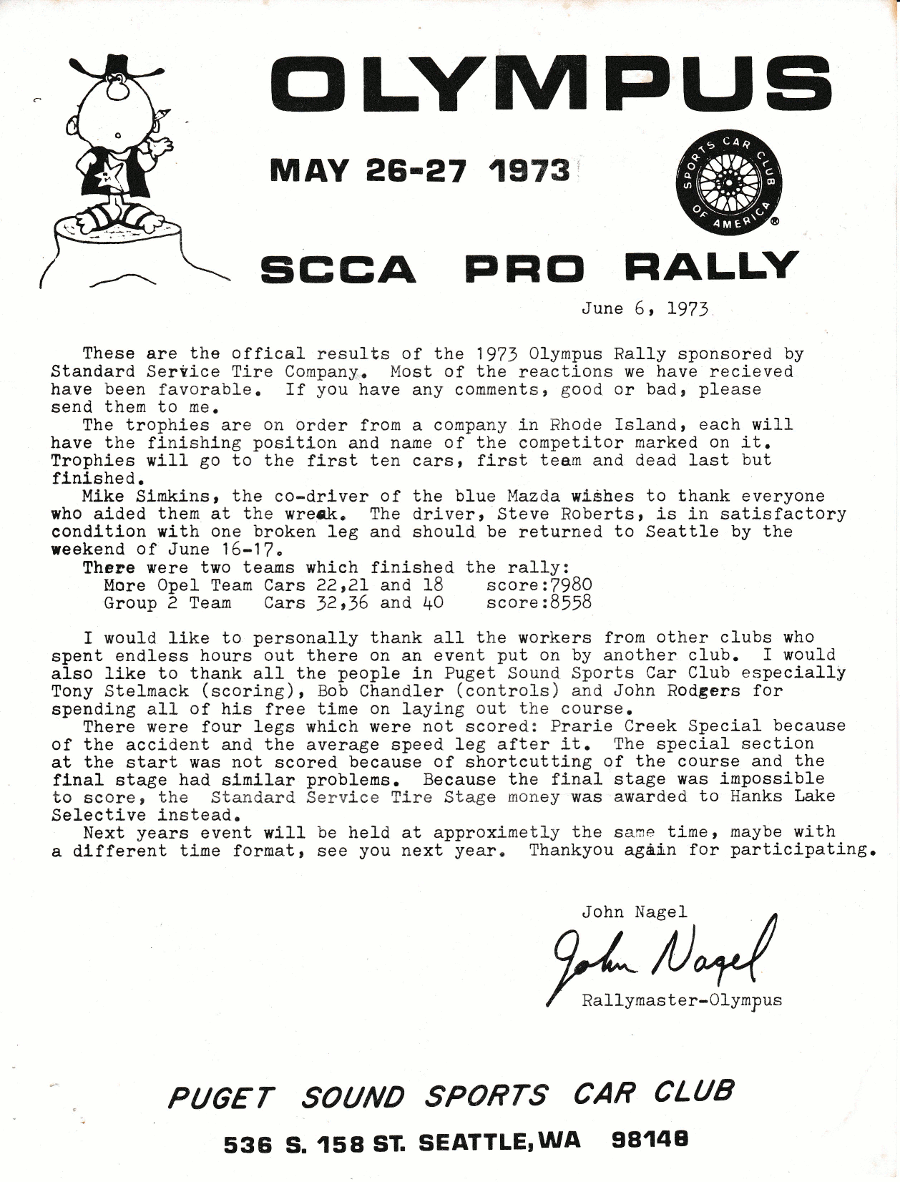 OLYMPUS
MAY 26-27 1973
SPORTS CAR CLUB
OF AMERICA
®
SCCA PRO RALLY
June 6, 1973
These are the offical results of the 1973 Olympus Rally sponsored by
Standard Service Tire Company. Most of the reactions we have recieved
have been favorable. If you have any comments, good or bad, please
send them to me.
The trophies are on order from a company in Rhode Island, each will
have the finishing position and name of the competitor marked on it.
Trophies will go to the first ten cars, first team and dead last but
finished.
Mike Simkins, the co-driver of the blue Mazda wishes to thank everyone
who aided them at the wreak. The driver, Steve Roberts, is in satisfactory
condition with one broken leg and should be returned to Seattle by the
weekend of June 16-17.
There were two teams which finished the rally:
More Opel Team Cars 22,21 and 18 score:7980
Group 2 Team Cars 32,36 and 40 score:8558
I would like to personally thank all the workers from other clubs who
spent endless hours out there on an event put on by another club. I would
also like to thank all the people in Puget Sound Sports Car Club especially
Tony Stelmack (scoring), Bob Chandler (controls) and John Rodgers for
spending all of his free time on laying out the course.
There were four legs which were not scored: Prarie Creek Special because
of the accident and the average speed leg after it. The special section
at the start was not scored because of shortcutting of the course and the
final stage had similar problems. Because the final stage was impossible
to score, the Standard Service Tire Stage money was awarded to Hanks Lake
Selective instead.
Next years event will be held at approximetly the same time, maybe with
a different time format, see you next year. Thankyou again for participating.
John Nagel
John Nagel
Rallymaster-Olympus
PUGET SOUND SPORTS CAR CLUB
536 S. 158 ST. SEATTLE, WA 98148